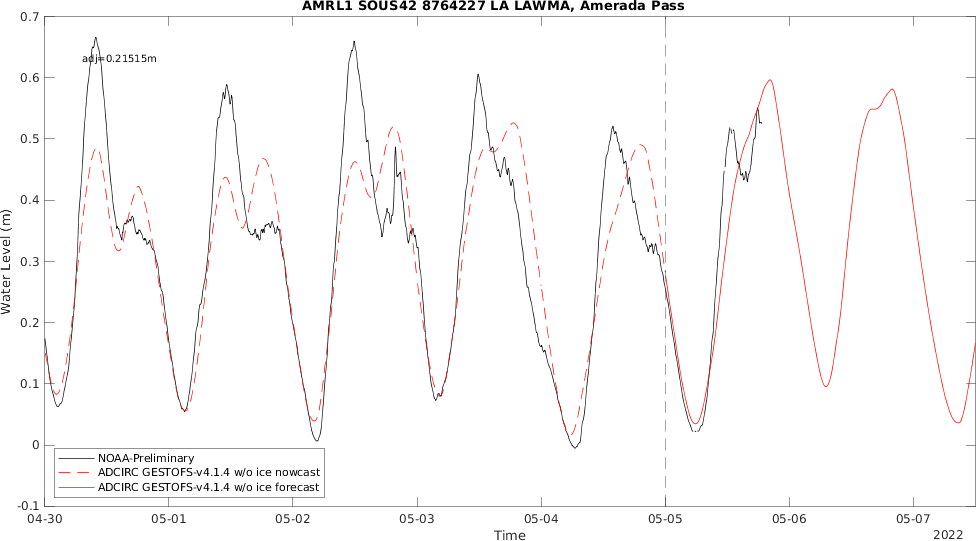 AMRL1 SOUS42 8764227 LA LAWMA, Amerada Pass
0.7
adj=0.21515m
0.6
0.5
0.4
0.3
0.2
0.1
0
-0.1
Water Level (m)
NOAA-Preliminary
ADCIRC GESTOFS-v4.1.4 w/o ice nowcast
ADCIRC GESTOFS-v4.1.4 w/o ice forecast
04-30 05-01 05-02 05-03 05-04 05-05 05-06 05-07
Time
2022